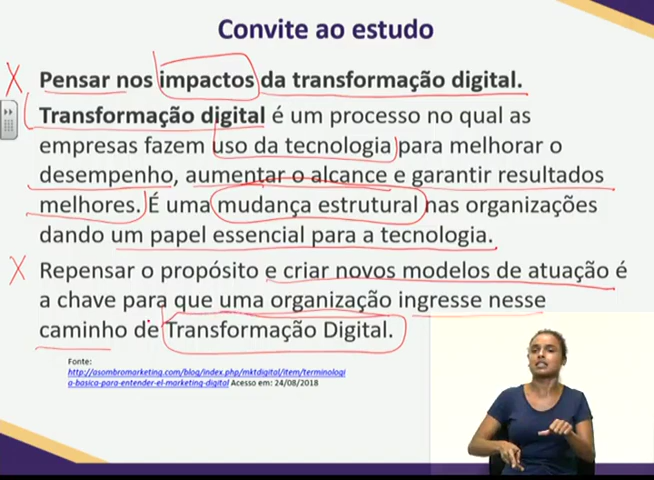 Convite ao estudo
Pensar nos impactos da transformação digital.
Transformação digital é um processo no qual as
empresas fazem uso da tecnologia para melhorar o
desempenho, aumentar o alcance e garantir resultados
melhores. É uma mudança estrutural nas organizações
dando um papel essencial para a tecnologia.
Repensar o propósito e criar novos modelos de atuação é
a chave para que uma organização ingresse nesse
caminho de Transformação Digital.
Fonte:
http://asombromarketing.com/blog/index.php/mktdigital/item/terminologi
a-basica-para-entender-el-marketing-digital Acesso em: 24/08/2018